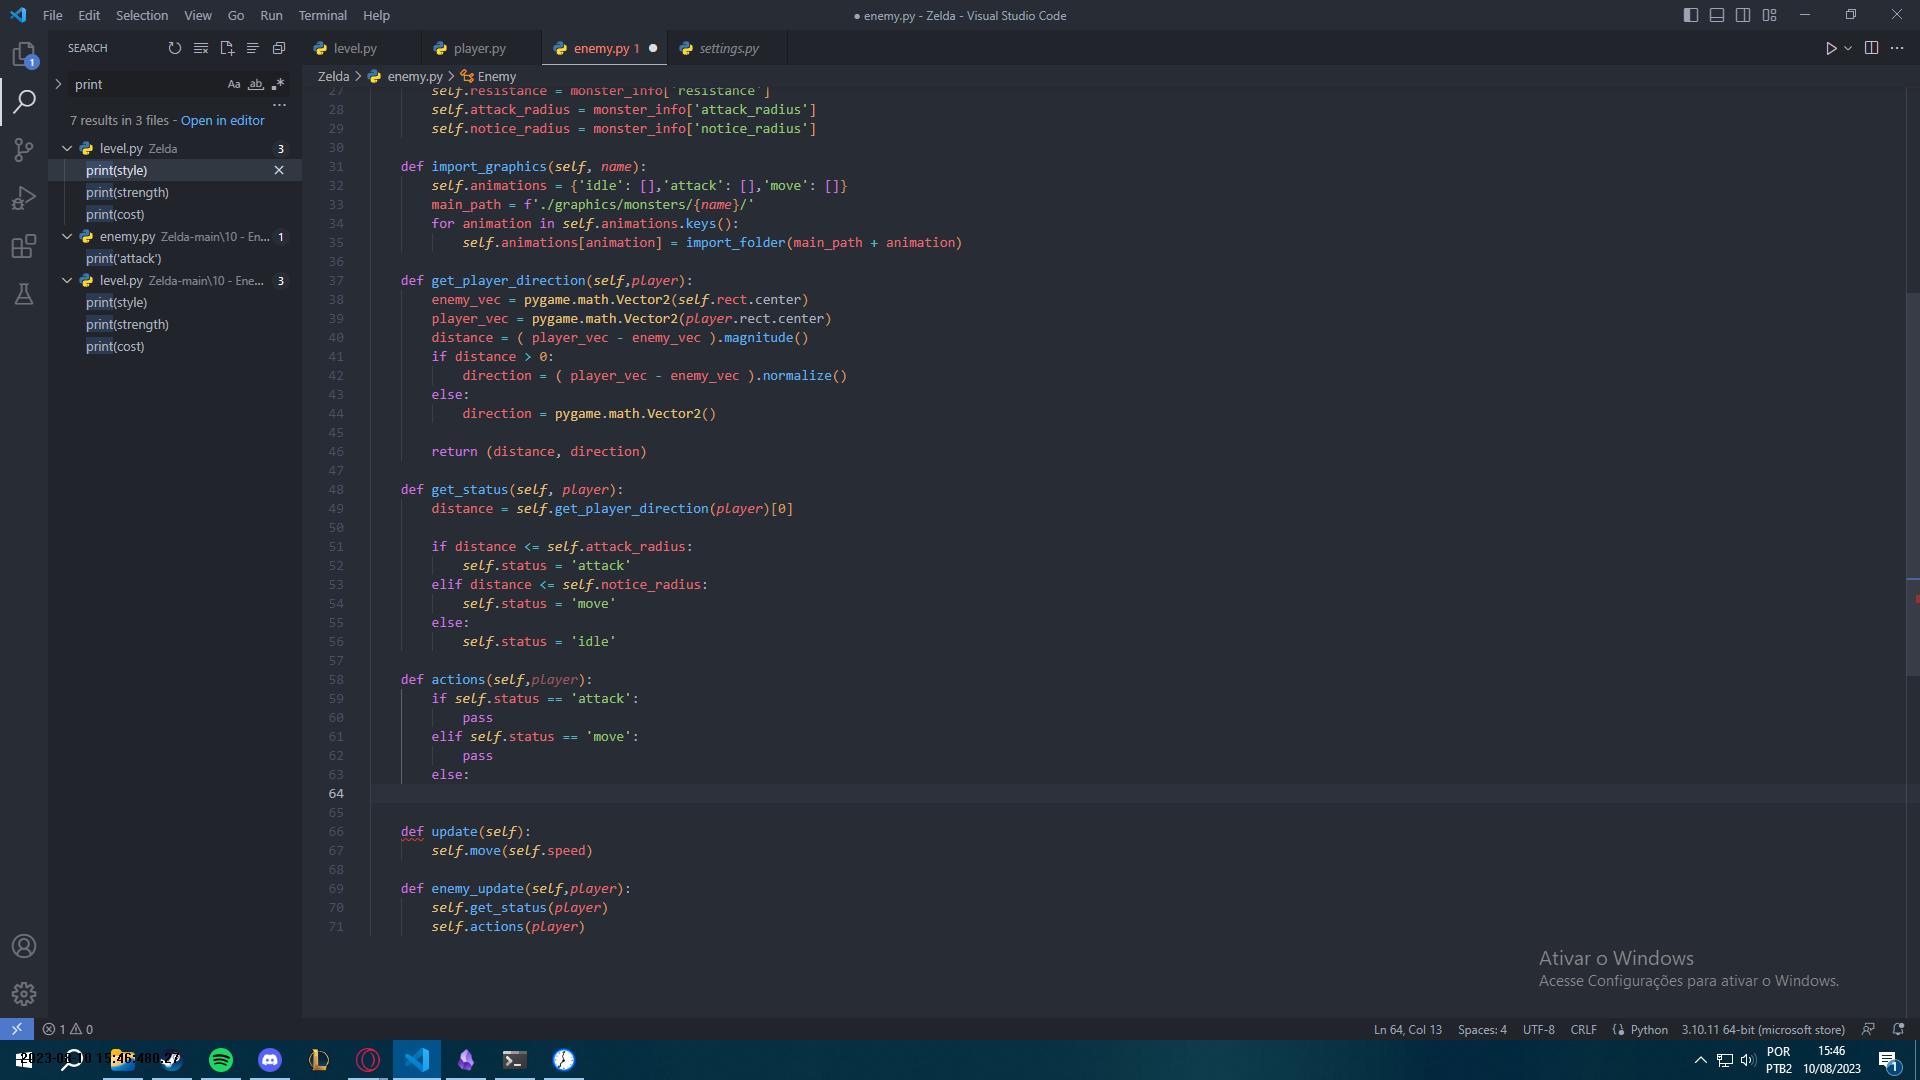 File Edit Selection View Go Run Terminal Help
● enemy.py - Zelda - Visual Studio Code
SEARCH
print
Aa ab
7 results in 3 files - Open in editor
level.py Zelda 3
print(style)
print(strength)
print(cost)
enemy.py Zelda-main\10 - En... 1
print('attack')
level.py Zelda-main\10 - Ene... 3
print(style)
print(strength)
print(cost)
1
level.py player.py enemy.py 1 settings.py
Zelda > enemy.py > Enemy
27 self.resistance = monster_info['resistance']
28 self.attack_radius = monster_info['attack_radius']
29 self.notice_radius = monster_info['notice_radius']
30
31 def import_graphics(self, name):
32 self.animations = {'idle': [],'attack': [],'move': []}
33 main_path = f'./graphics/monsters/{name}/'
34 for animation in self.animations.keys():
35 self.animations[animation] = import_folder(main_path + animation)
36
37 def get_player_direction(self,player):
38 enemy_vec = pygame.math.Vector2(self.rect.center)
39 player_vec = pygame.math.Vector2(player.rect.center)
40 distance = ( player_vec - enemy_vec ).magnitude()
41 if distance > 0:
42 direction = ( player_vec - enemy_vec ).normalize()
43 else:
44 direction = pygame.math.Vector2()
45
46 return (distance, direction)
47
48 def get_status(self, player):
49 distance = self.get_player_direction(player)[0]
50
51 if distance <= self.attack_radius:
52 self.status = 'attack'
53 elif distance <= self.notice_radius:
54 self.status = 'move'
55 else:
56 self.status = 'idle'
57
58 def actions(self,player):
59 if self.status == 'attack':
60 pass
61 elif self.status == 'move':
62 pass
63 else:
64
65
66 def update(self):
67 self.move(self.speed)
68
69 def enemy_update(self,player):
70 self.get_status(player)
71 self.actions(player)
Ativar o Windows
Acesse Configurações para ativar o Windows.
1 0
Ln 64, Col 13 Spaces: 4 UTF-8 CRLF Python 3.10.11 64-bit (microsoft store)
2023-08-10 15:46:480-27
POR
PTB2
15:46
10/08/2023
1